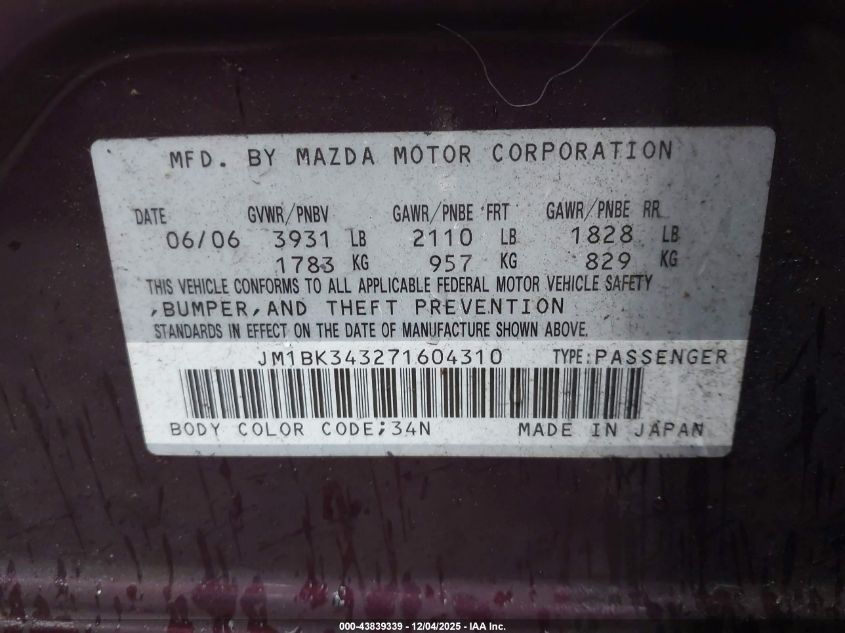 MFD. BY MAZDA MOTOR CORPORATION
DATE GVWR/PNBV GAWR/PNBE FRT GAWR/PNBE RR
06/06 3931 LB 2110 LB 1828 LB
1783 KG 957 KG 829 KG
THIS VEHICLE CONFORMS TO ALL APPLICABLE FEDERAL MOTOR VEHICLE SAFETY
,BUMPER,AND THEFT PREVENTION
STANDARDS IN EFFECT ON THE DATE OF MANUFACTURE SHOWN ABOVE.
JM1BK343271604310 TYPE:PASSENGER
BODY COLOR CODE;34N MADE IN JAPAN
000-43839339 - 12/04/2025 - IAA Inc.